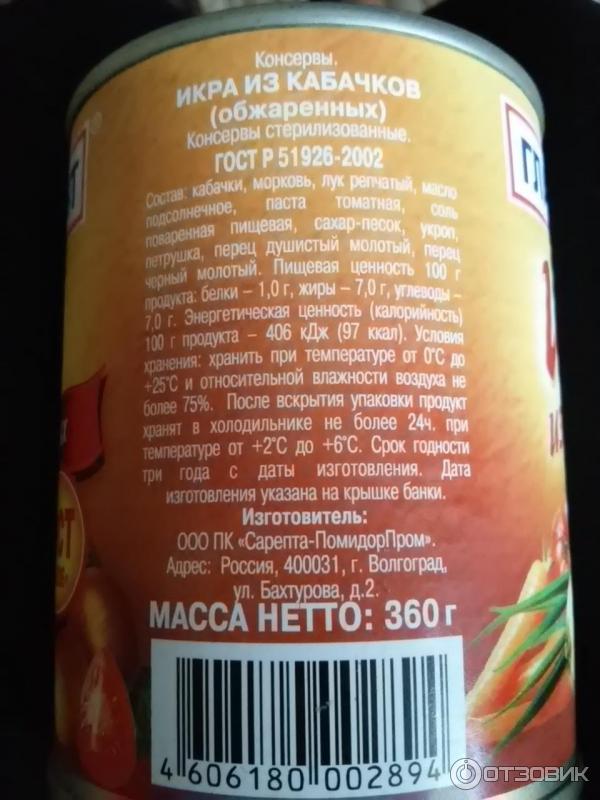 Консервы.
ИКРА ИЗ КАБАЧКОВ
(обжаренных)
Консервы стерилизованные.
ГОСТ Р 51926-2002
Состав: кабачки, морковь, лук репчатый, масло
подсолнечное, паста томатная, соль
поваренная пищевая, сахар-песок, укроп,
петрушка, перец душистый молотый, перец
черный молотый. Пищевая ценность 100 г
продукта: белки – 1,0 г, жиры – 7,0 г, углеводы –
7,0 г. Энергетическая ценность (калорийность)
100 г продукта – 406 кДж (97 ккал). Условия
хранения: хранить при температуре от 0°С до
+25°С и относительной влажности воздуха не
более 75%. После вскрытия упаковки продукт
хранят в холодильнике не более 24ч. при
температуре от +2°С до +6°С. Срок годности
три года с даты изготовления. Дата
изготовления указана на крышке банки.
Изготовитель:
ООО ПК «Сарепта-ПомидорПром».
Адрес: Россия, 400031, г. Волгоград,
ул. Бахтурова, д.2.
МАССА НЕТТО: 360 г
4 606180 002894
ОТЗОВИК